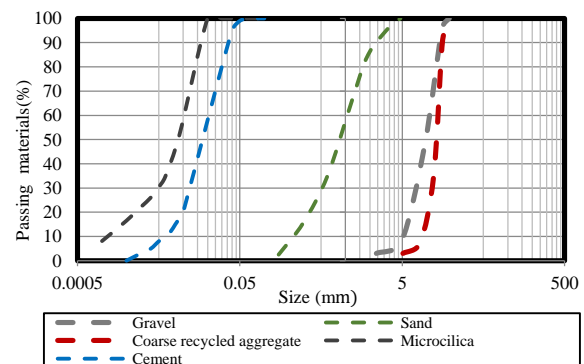 Passing materials(%)
100
90
80
70
60
50
40
30
20
10
0
0.0005
0.05
5
500
Size (mm)
Gravel
Sand
Coarse recycled aggregate
Microcilica
Cement